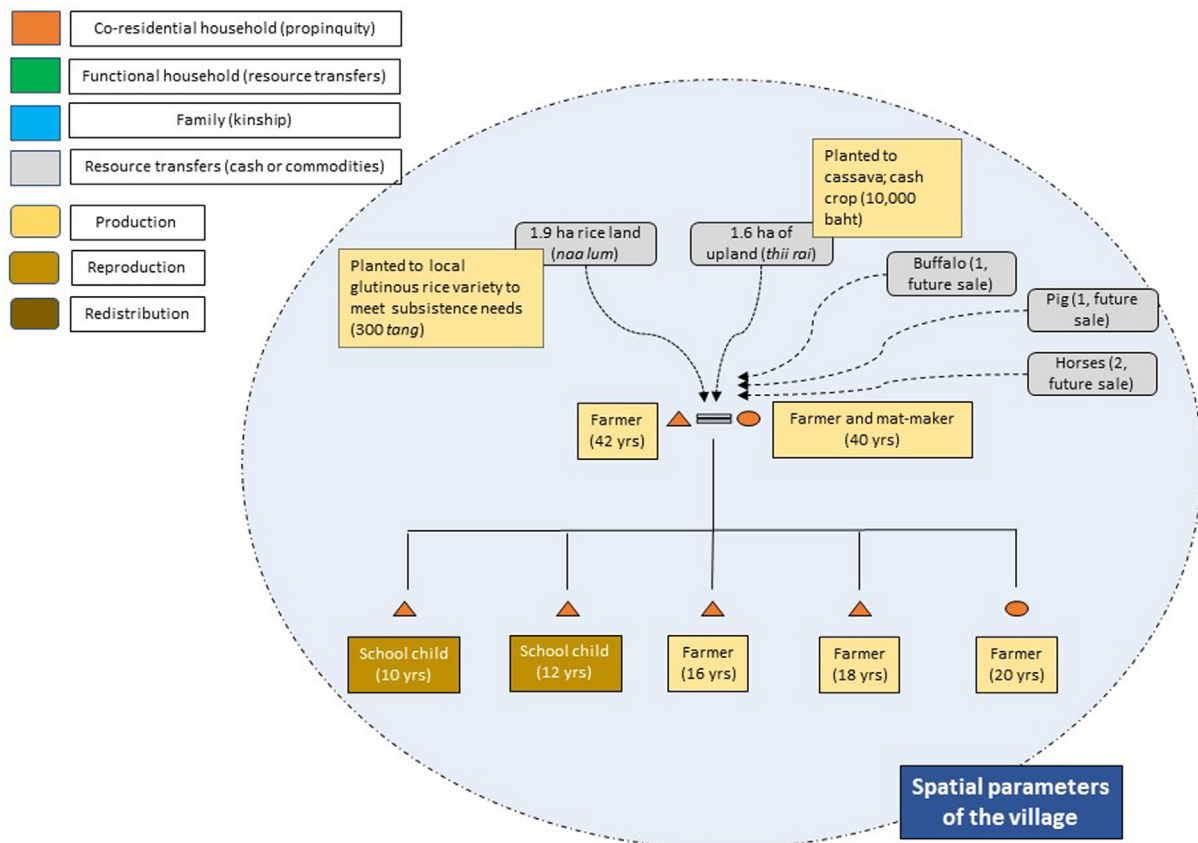 Co-residential household (propinquity)
Functional household (resource transfers)
Family (kinship)
Resource transfers (cash or commodities)
Production
Reproduction
Redistribution
Planted to
cassava; cash
crop (10,000
baht)
1.9 ha rice land
(naa lum)
1.6 ha of
upland (thii rai)
Planted to local
glutinous rice variety to
meet subsistence needs
(300 tang)
Buffalo (1,
future sale)
Pig (1, future
sale)
Horses (2,
future sale)
Farmer
(42 yrs)
Farmer and mat-maker
(40 yrs)
School child
(10 yrs)
School child
(12 yrs)
Farmer
(16 yrs)
Farmer
(18 yrs)
Farmer
(20 yrs)
Spatial parameters
of the village